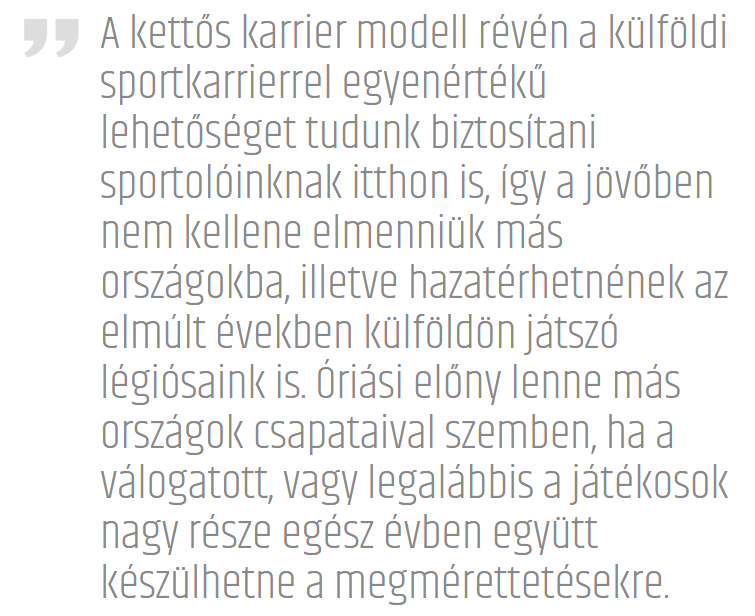 ” A kettős karrier modell révén a külföldi
sportkarrierrel egyenértékű
lehetőséget tudunk biztosítani
sportolóinknak itthon is, így a jövőben
nem kellene elmenniük más
országokba, illetve hazatérhetnének az
elmúlt években külföldön játszó
légiósaink is. Óriási előny lenne más
országok csapataival szemben, ha a
válogatott, vagy legalábbis a játékosok
nagy része egész évben együtt
készülhetne a megmérettetésekre.